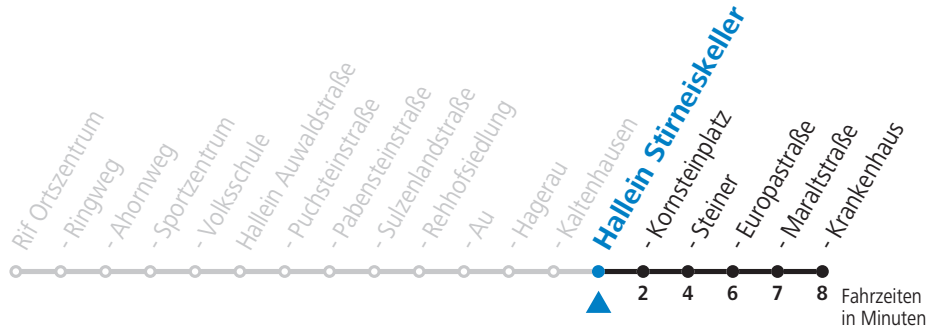 Rif Ortszentrum
- Ringweg
- Ahornweg
- Sportzentrum
- Volksschule
Hallein Auwaldstraße
- Puchsteinstraße
- Pabensteinstraße
- Sulzenlandstraße
- Rehhofsiedlung
- Au
- Hagerau
- Kaltenhausen
Hallein Stirneiskeller
- Kornsteinplatz
- Steiner
- Europastraße
- Maraltstraße
- Krankenhaus
2 4 6 7 8 Fahrzeiten
in Minuten